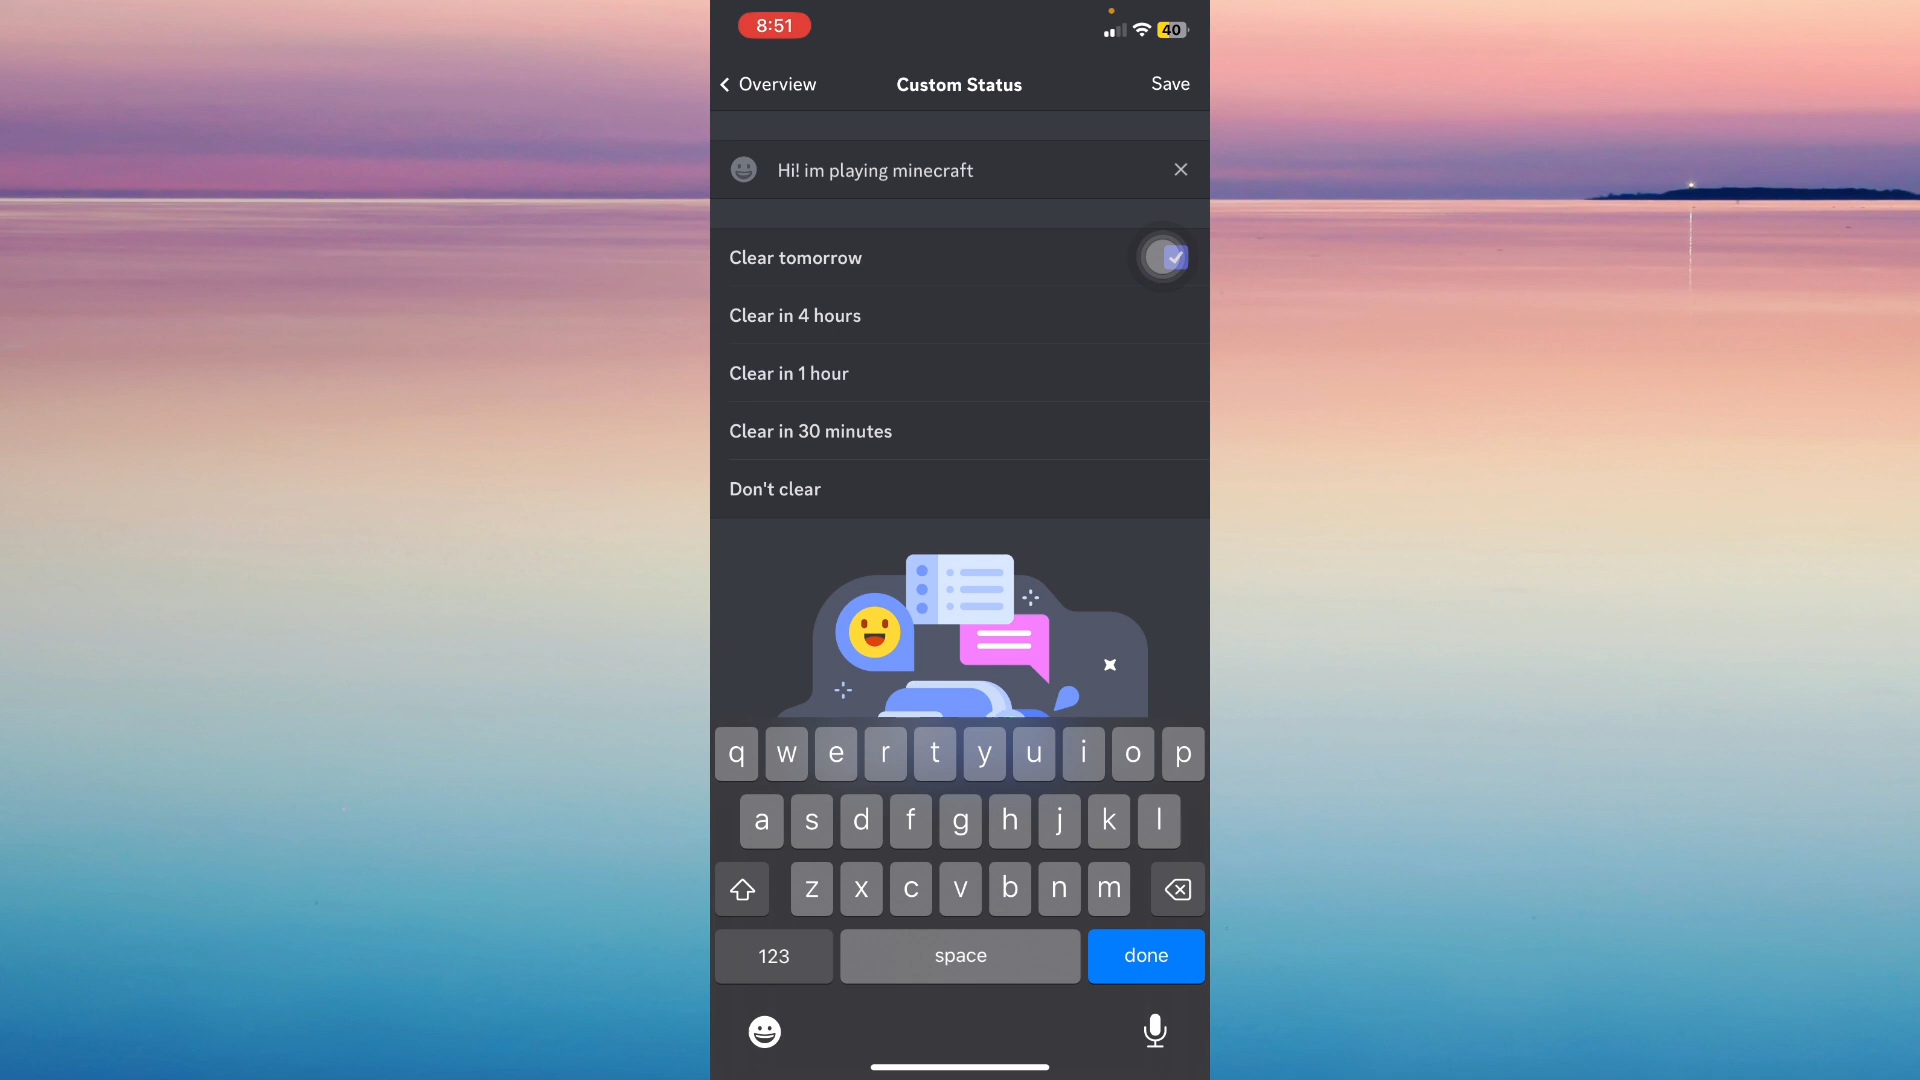 8:51
40
Overview
Custom Status
Save
Hi! im playing minecraft
Clear tomorrow
Clear in 4 hours
Clear in 1 hour
Clear in 30 minutes
Don't clear
q w e r t y u i o p
a s d f g h j k l
z x c v b n m
123 space done